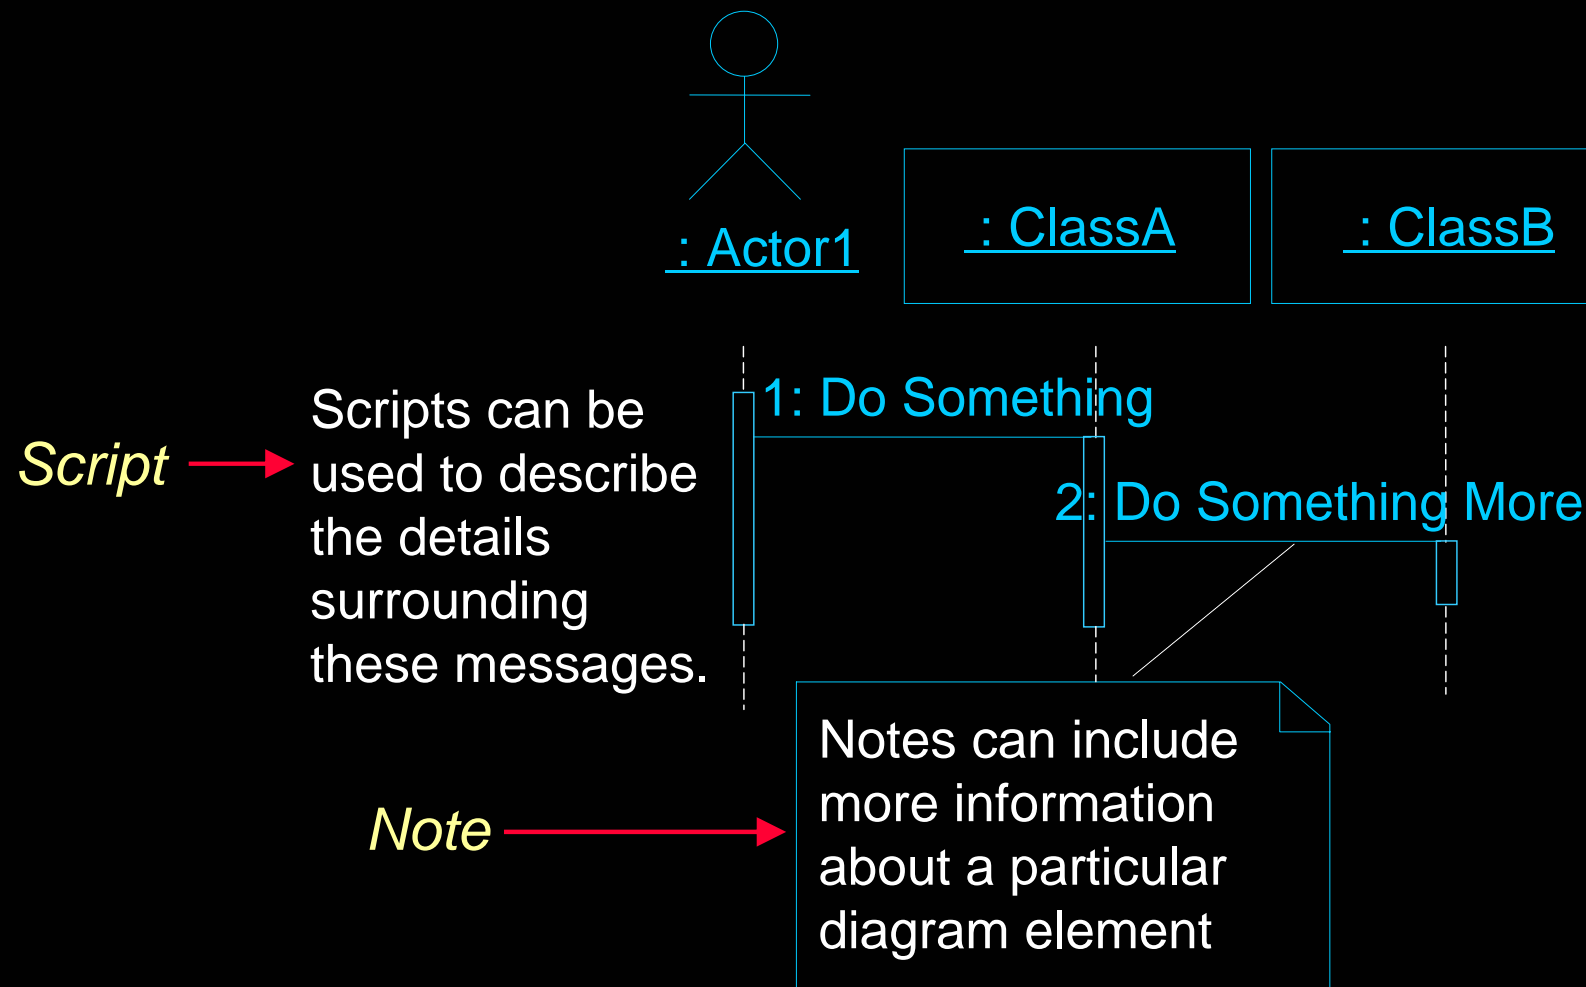 : Actor1
: ClassA
: ClassB
1: Do Something
2: Do Something More
Script
Scripts can be
used to describe
the details
surrounding
these messages.
Note
Notes can include
more information
about a particular
diagram element